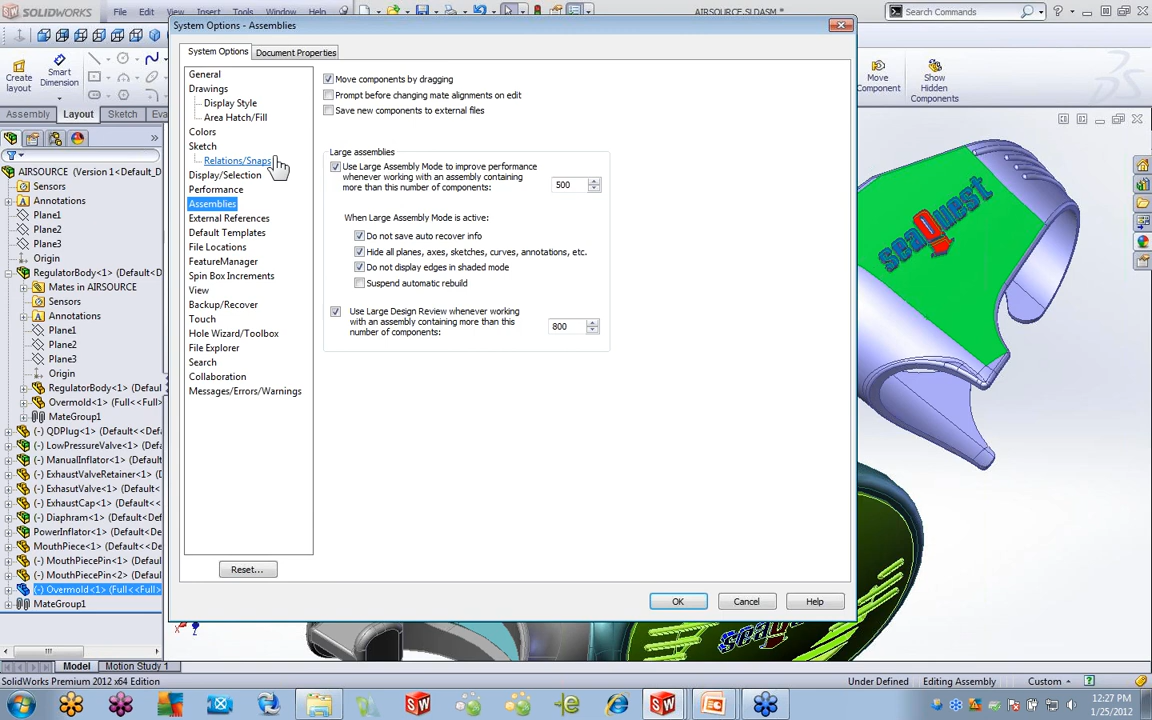 SOLIDWORKS File Edit View Insert Tools Window Help AIRSOURCE.SLDASM Search Commands
System Options - Assemblies
System Options Document Properties
Create layout
Smart Dimension
Move Component
Show Hidden Components
Assembly Layout Sketch Eva
AIRSOURCE (Version 1<Default_D
Sensors
Annotations
Plane1
Plane2
Plane3
Origin
RegulatorBody<1> (Default<D
Mates in AIRSOURCE
Sensors
Annotations
Plane1
Plane2
Plane3
Origin
RegulatorBody<1> (Defaul
Overmold<1> (Full<<Full>
MateGroup1
(-) QDPlug<1> (Default<<Def
(-) LowPressureValve<1> (Def
(-) ManualInflator<1> (Defaul
(-) ExhaustValveRetainer<1>
(-) ExhasutValve<1> (Default
(-) ExhaustCap<1> (Default<
(-) Diaphram<1> (Default<De
PowerInflator<1> (Default<<
MouthPiece<1> (Default<<D
(-) MouthPiecePin<1> (Defau
(-) MouthPiecePin<2> (Defau
(-) Overmold<1> (Full<<Full>
MateGroup1
General
Drawings
Display Style
Area Hatch/Fill
Colors
Sketch
Relations/Snaps
Display/Selection
Performance
Assemblies
External References
Default Templates
File Locations
FeatureManager
Spin Box Increments
View
Backup/Recover
Touch
Hole Wizard/Toolbox
File Explorer
Search
Collaboration
Messages/Errors/Warnings
Reset...
Move components by dragging
Prompt before changing mate alignments on edit
Save new components to external files
Large assemblies
Use Large Assembly Mode to improve performance
whenever working with an assembly containing
more than this number of components:
500
When Large Assembly Mode is active:
Do not save auto recover info
Hide all planes, axes, sketches, curves, annotations, etc.
Do not display edges in shaded mode
Suspend automatic rebuild
Use Large Design Review whenever working
with an assembly containing more than this
number of components:
800
OK Cancel Help
seaQuest
Model Motion Study 1
SolidWorks Premium 2012 x64 Edition Under Defined Editing Assembly Custom
12:27 PM
1/25/2012